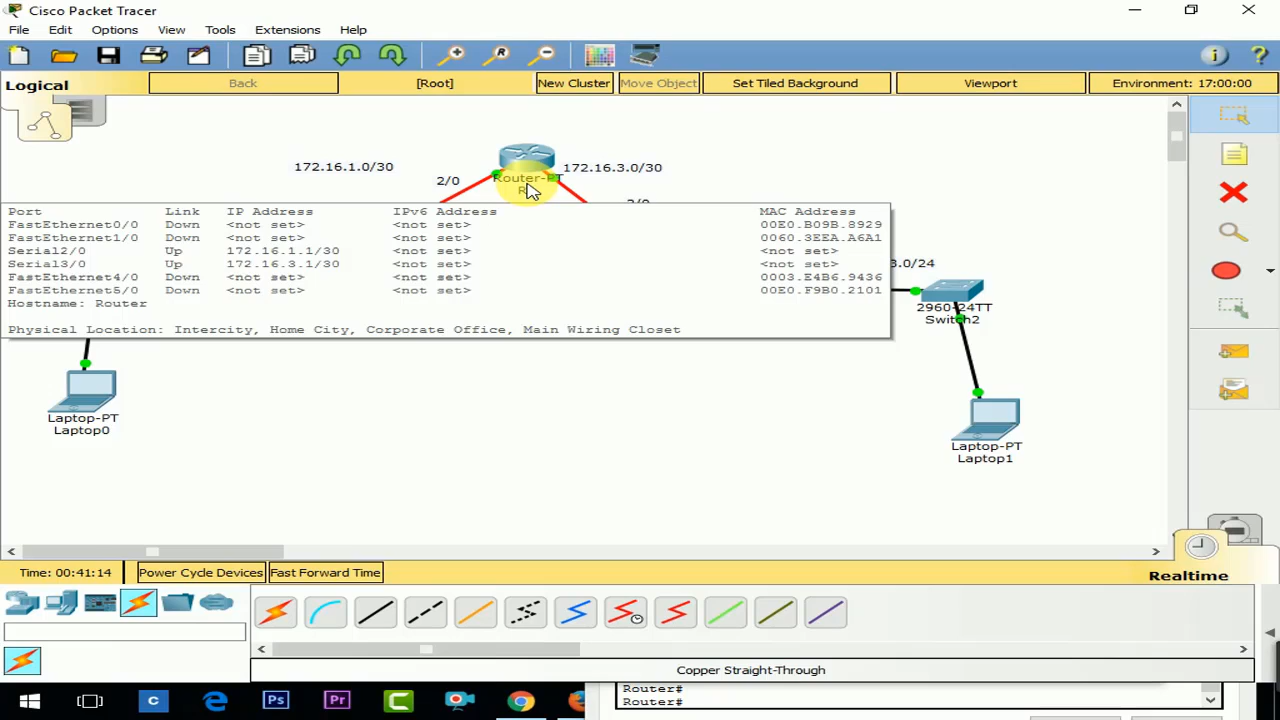 Cisco Packet Tracer
File Edit Options View Tools Extensions Help
Logical
Back
[Root]
New Cluster
Move Object
Set Tiled Background
Viewport
Environment: 17:00:00
172.16.1.0/30
172.16.3.0/30
2/0
Router-PT
Port Link IP Address IPv6 Address MAC Address
FastEthernet0/0 Down <not set> <not set> 00E0.B09B.8929
FastEthernet1/0 Down <not set> <not set> 0060.3EEA.A6A1
Serial2/0 Up 172.16.1.1/30 <not set> <not set>
Serial3/0 Up 172.16.3.1/30 <not set> <not set>
FastEthernet4/0 Down <not set> <not set> 0003.E4B6.9436
FastEthernet5/0 Down <not set> <not set> 00E0.F9B0.2101
Hostname: Router
Physical Location: Intercity, Home City, Corporate Office, Main Wiring Closet
3.0/24
2960-24TT
Switch2
Laptop-PT
Laptop0
Laptop-PT
Laptop1
Time: 00:41:14
Power Cycle Devices
Fast Forward Time
Realtime
Copper Straight-Through
Router#
Router#